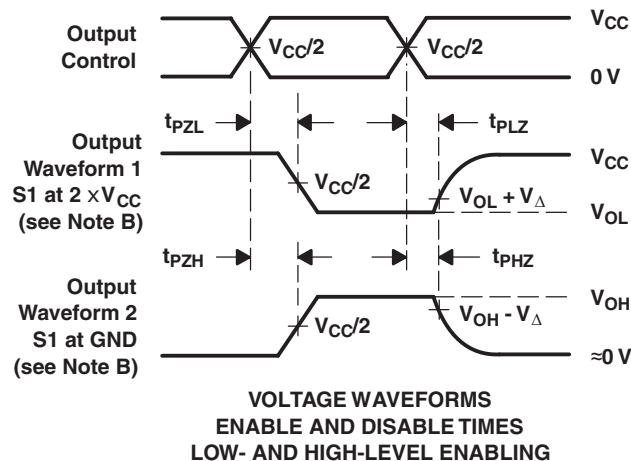 Output
Control
V_CC/2
V_CC/2
V_CC
0 V
t_PZL
t_PLZ
Output
Waveform 1
S1 at 2 x V_CC
(see Note B)
V_CC/2
V_CC
V_OL + V_Δ
V_OL
t_PZH
t_PHZ
Output
Waveform 2
S1 at GND
(see Note B)
V_CC/2
V_OH
V_OH - V_Δ
≈0 V
VOLTAGE WAVEFORMS
ENABLE AND DISABLE TIMES
LOW- AND HIGH-LEVEL ENABLING